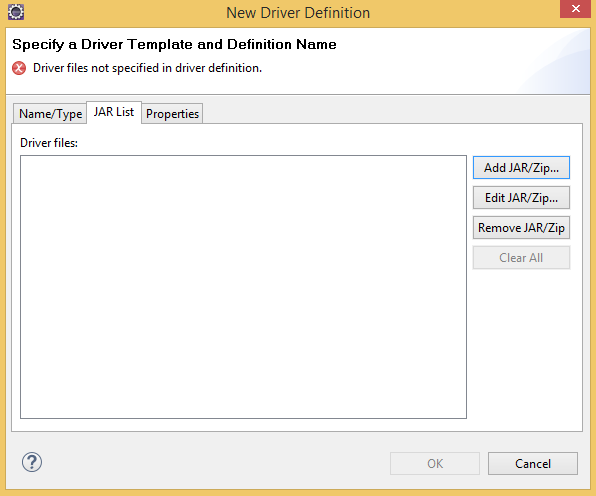 New Driver Definition
Specify a Driver Template and Definition Name
Driver files not specified in driver definition.
Name/Type JAR List Properties
Driver files:
Add JAR/Zip...
Edit JAR/Zip...
Remove JAR/Zip
Clear All
OK Cancel